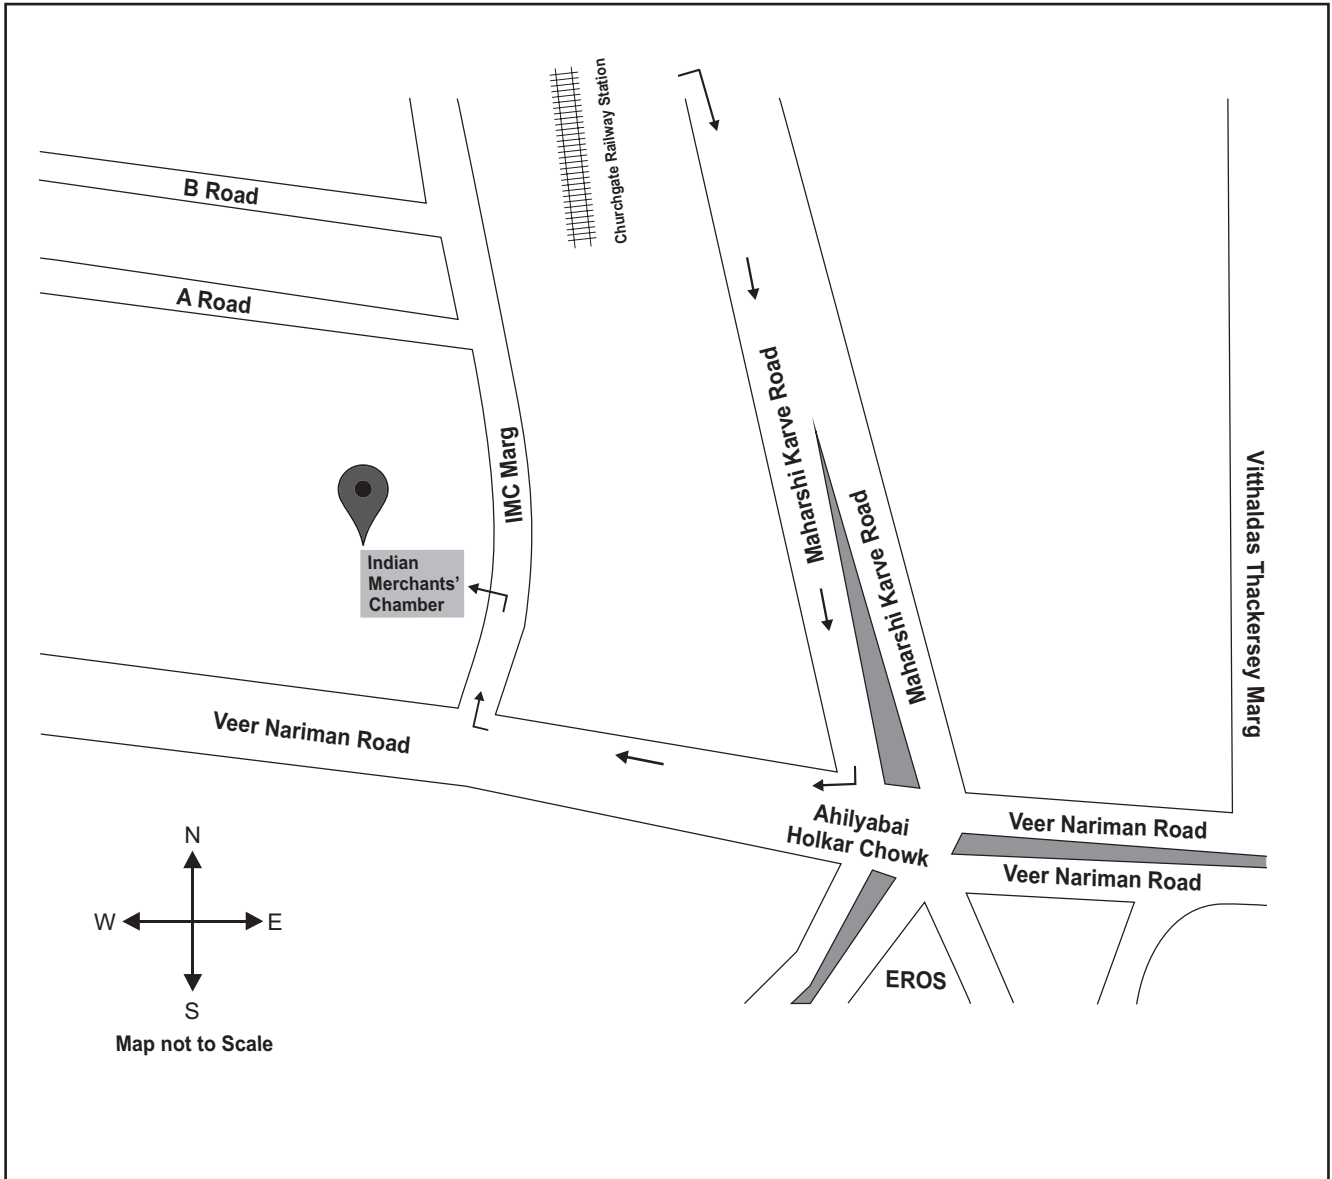 Churchgate Railway Station
B Road
A Road
Maharshi Karve Road
IMC Marg
Vitthaldas Thackersey Marg
Maharshi Karve Road
Indian
Merchants’
Chamber
Veer Nariman Road
Ahilyabai
Holkar Chowk
Veer Nariman Road
Veer Nariman Road
N
W
E
S
EROS
Map not to Scale